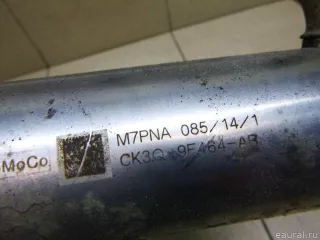 MoCo
M7PNA 085/14/1
CK3Q-9F464-AB
eaural.ru